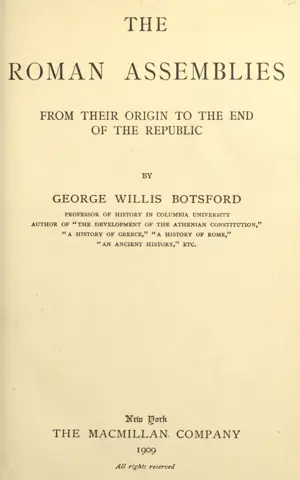 THE
ROMAN ASSEMBLIES
FROM THEIR ORIGIN TO THE END
OF THE REPUBLIC
BY
GEORGE WILLIS BOTSFORD
PROFESSOR OF HISTORY IN COLUMBIA UNIVERSITY
AUTHOR OF "THE DEVELOPMENT OF THE ATHENIAN CONSTITUTION,"
"A HISTORY OF GREECE," "A HISTORY OF ROME,"
"AN ANCIENT HISTORY," ETC.
New York
THE MACMILLAN COMPANY
1909
All rights reserved